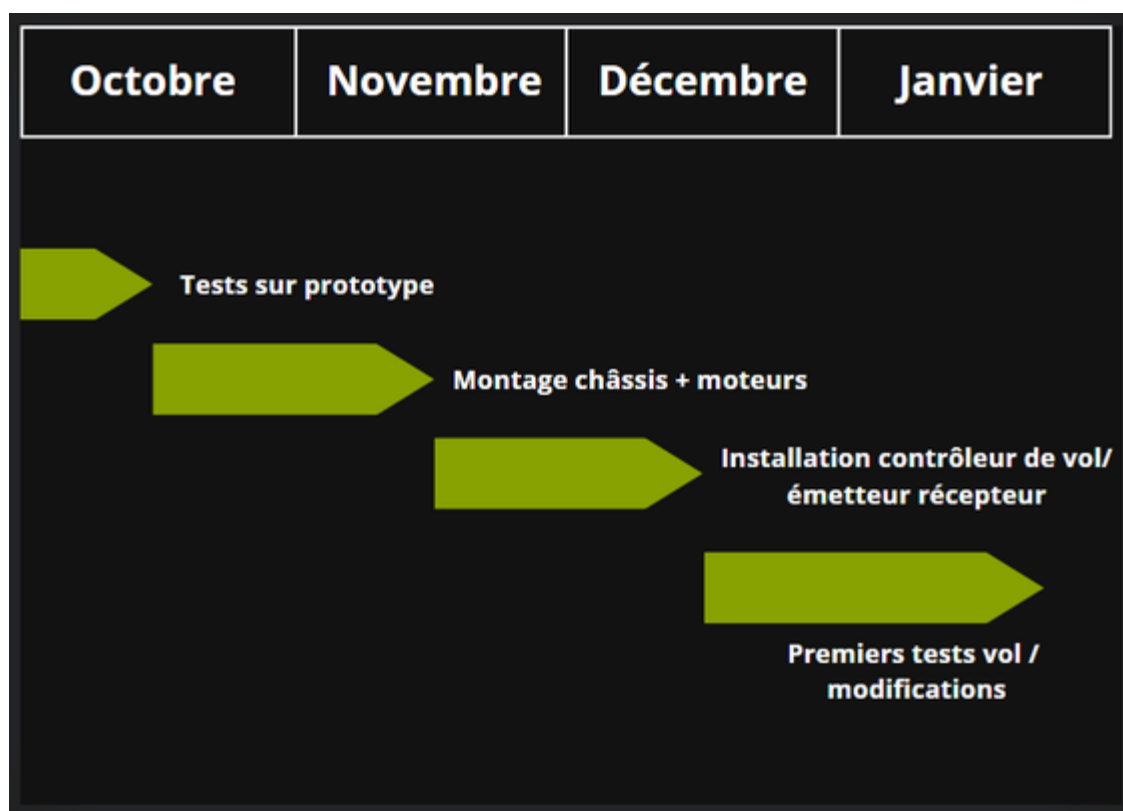 Octobre
Novembre
Décembre
Janvier
Tests sur prototype
Montage châssis + moteurs
Installation contrôleur de vol/
émetteur récepteur
Premiers tests vol /
modifications